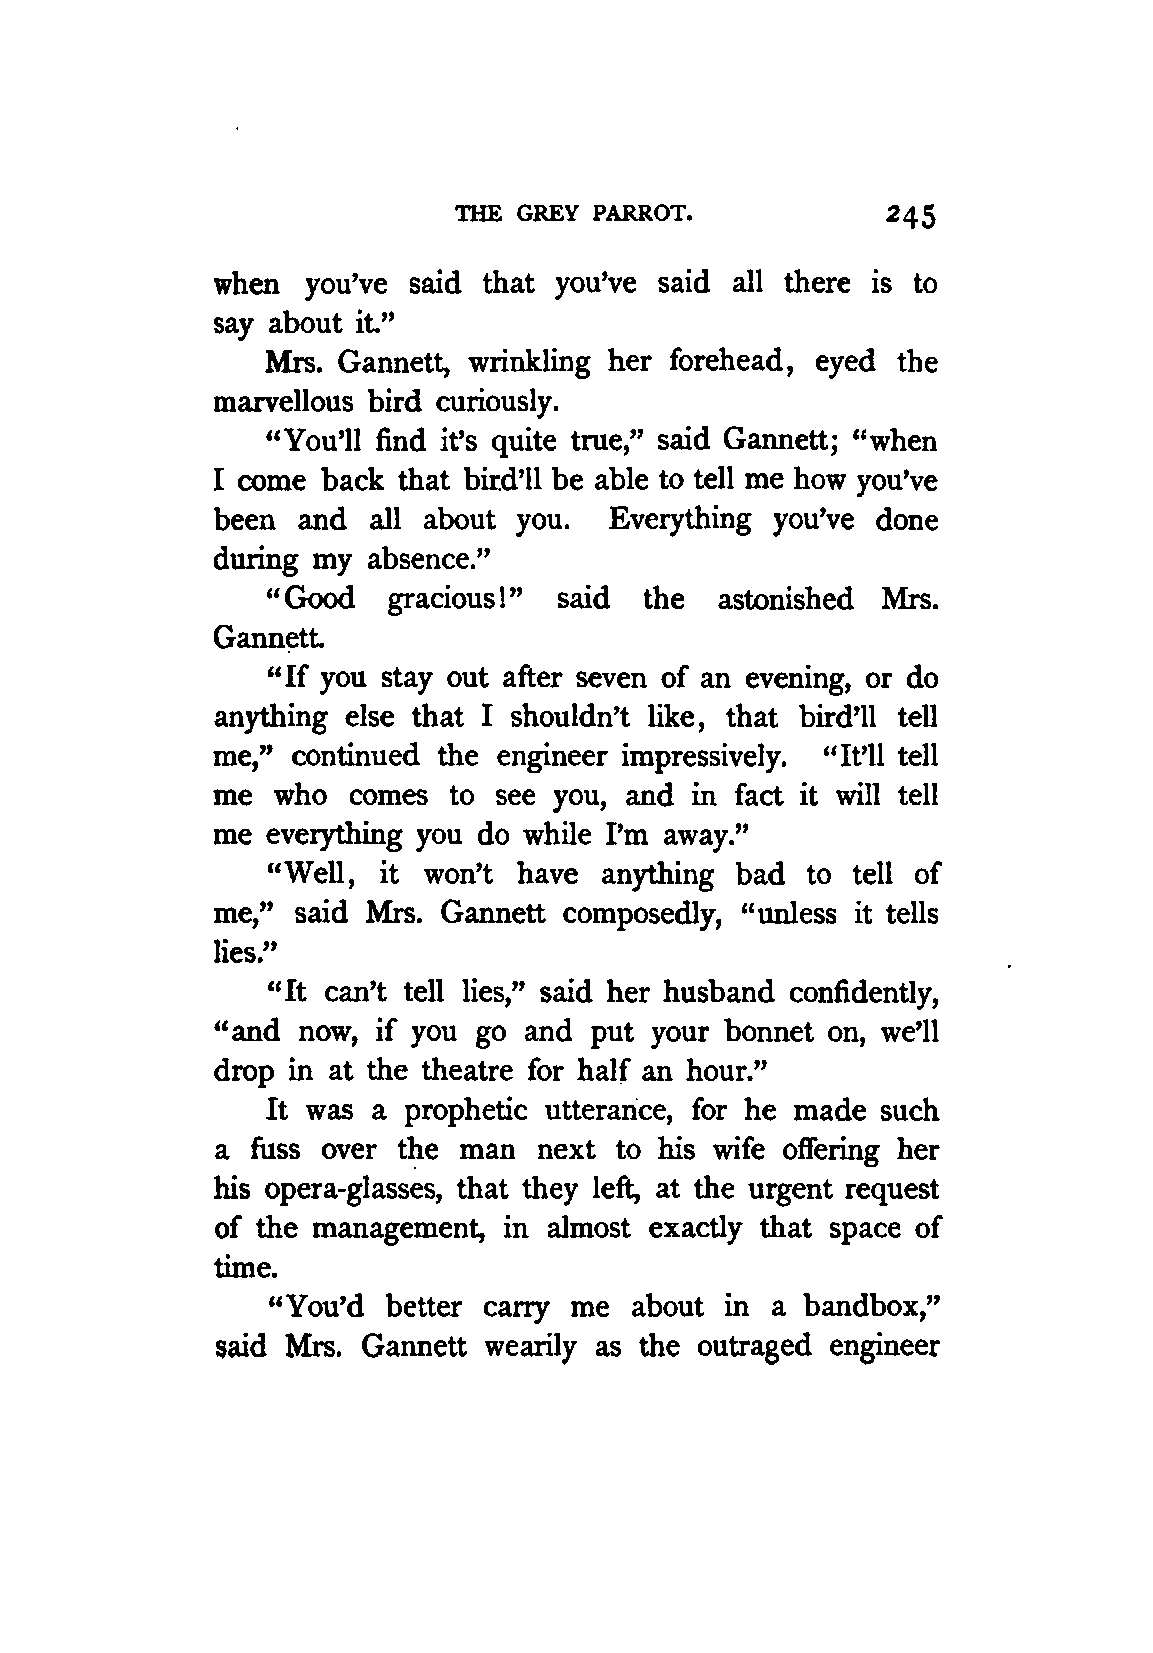 THE GREY PARROT. 245
when you've said that you've said all there is to
say about it."
Mrs. Gannett, wrinkling her forehead, eyed the
marvellous bird curiously.
"You'll find it's quite true," said Gannett; "when
I come back that bird'll be able to tell me how you've
been and all about you. Everything you've done
during my absence."
"Good gracious!" said the astonished Mrs.
Gannett.
"If you stay out after seven of an evening, or do
anything else that I shouldn't like, that bird'll tell
me," continued the engineer impressively. "It'll tell
me who comes to see you, and in fact it will tell
me everything you do while I'm away."
"Well, it won't have anything bad to tell of
me," said Mrs. Gannett composedly, "unless it tells
lies."
"It can't tell lies," said her husband confidently,
"and now, if you go and put your bonnet on, we'll
drop in at the theatre for half an hour."
It was a prophetic utterance, for he made such
a fuss over the man next to his wife offering her
his opera-glasses, that they left, at the urgent request
of the management, in almost exactly that space of
time.
"You'd better carry me about in a bandbox,"
said Mrs. Gannett wearily as the outraged engineer